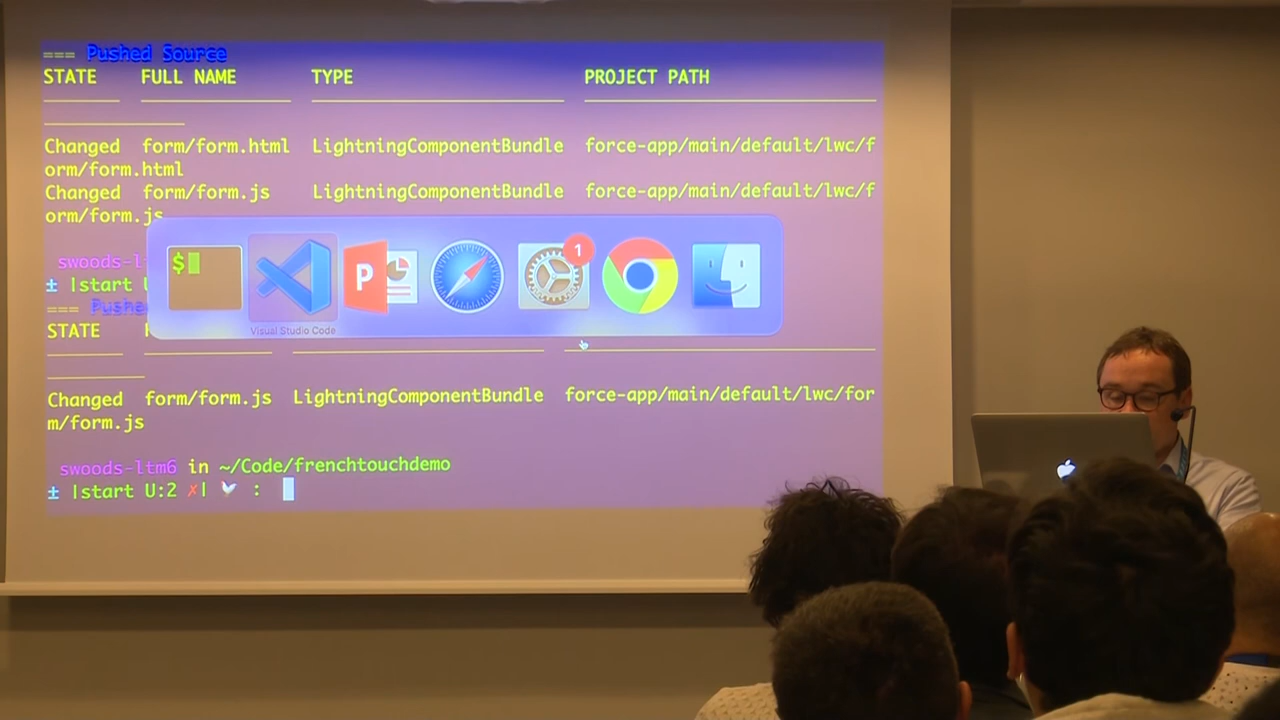 === Pushed Source
STATE FULL NAME TYPE PROJECT PATH
Changed form/form.html LightningComponentBundle force-app/main/default/lwc/f
orm/form.html
Changed form/form.js LightningComponentBundle force-app/main/default/lwc/f
orm/form.js
swoods-l
± |start U
$
P
1
Visual Studio Code
=== Pushe
STATE
Changed form/form.js LightningComponentBundle force-app/main/default/lwc/for
m/form.js
swoods-ltm6 in ~/Code/frenchtouchdemo
± |start U:2 ✗| 🐓 :